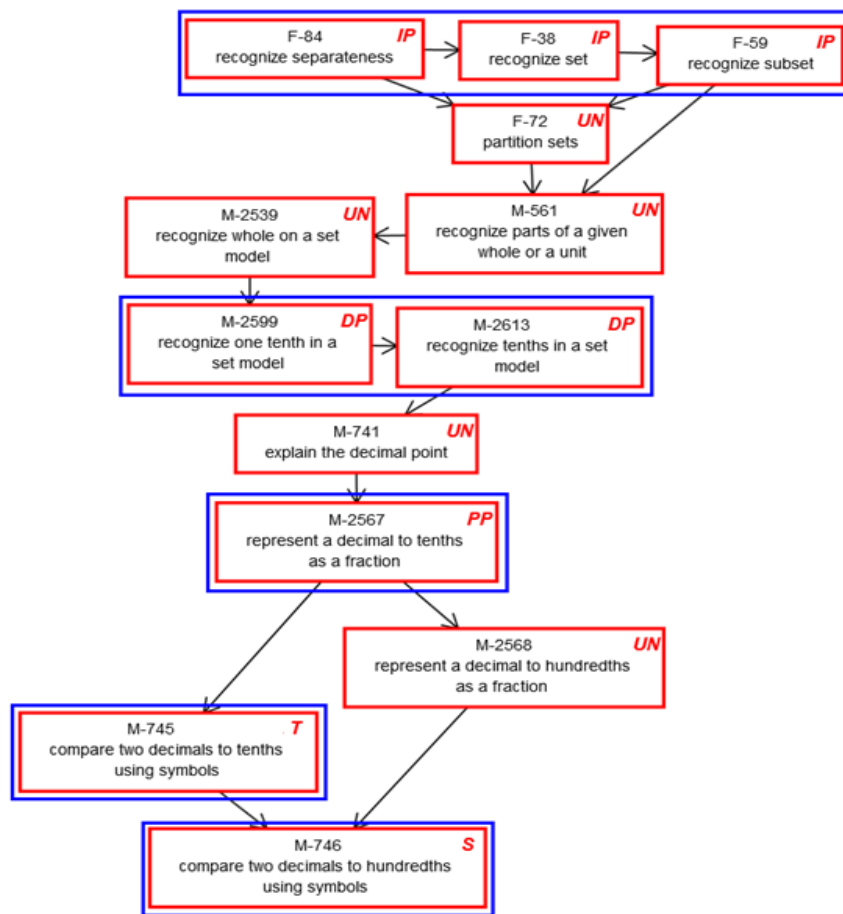 F-84 IP
recognize separateness
F-38 IP
recognize set
F-59 IP
recognize subset
F-72 UN
partition sets
M-561 UN
recognize parts of a given
whole or a unit
M-2539 UN
recognize whole on a set
model
M-2599 DP
recognize one tenth in a
set model
M-2613 DP
recognize tenths in a set
model
M-741 UN
explain the decimal point
M-2567 PP
represent a decimal to tenths
as a fraction
M-2568 UN
represent a decimal to hundredths
as a fraction
M-745 T
compare two decimals to tenths
using symbols
M-746 S
compare two decimals to hundredths
using symbols